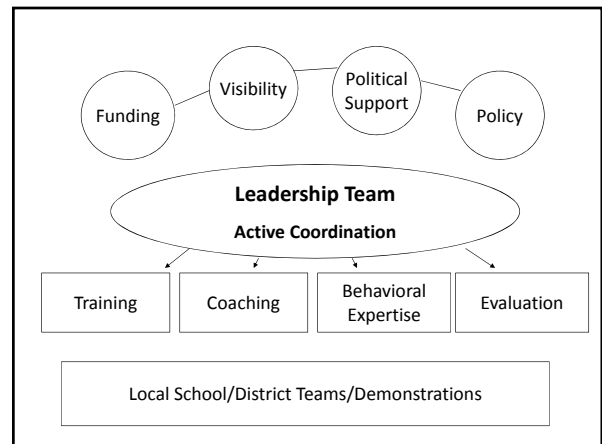 Funding
Visibility
Political
Support
Policy
Leadership Team
Active Coordination
Training
Coaching
Behavioral
Expertise
Evaluation
Local School/District Teams/Demonstrations